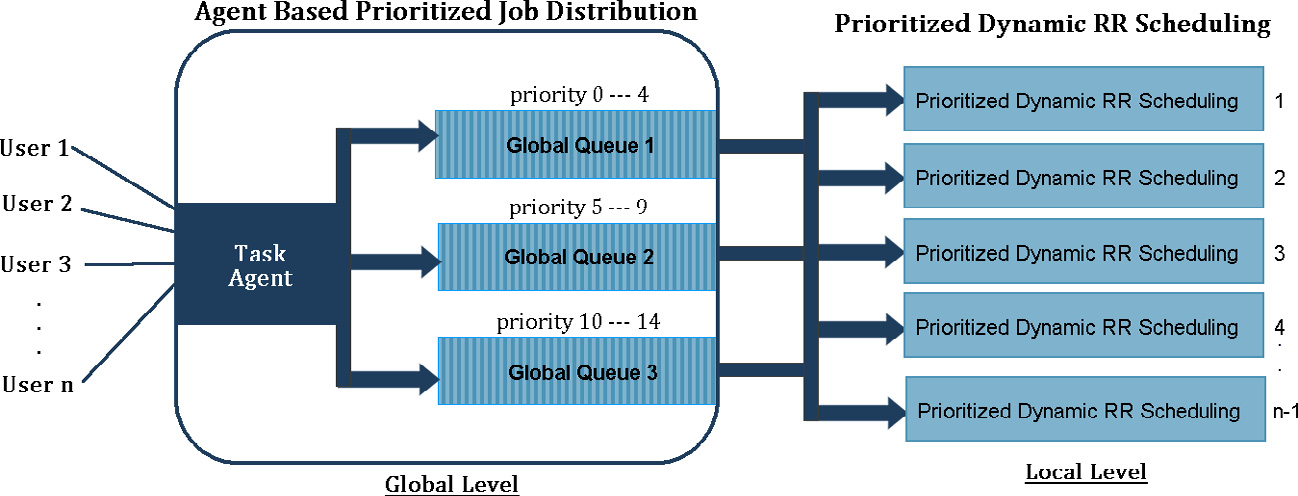 Agent Based Prioritized Job Distribution
Prioritized Dynamic RR Scheduling
User 1
User 2
User 3
.
.
.
User n
Task
Agent
priority 0 --- 4
Global Queue 1
priority 5 --- 9
Global Queue 2
priority 10 --- 14
Global Queue 3
Global Level
Prioritized Dynamic RR Scheduling 1
Prioritized Dynamic RR Scheduling 2
Prioritized Dynamic RR Scheduling 3
Prioritized Dynamic RR Scheduling 4
.
.
Prioritized Dynamic RR Scheduling n-1
Local Level